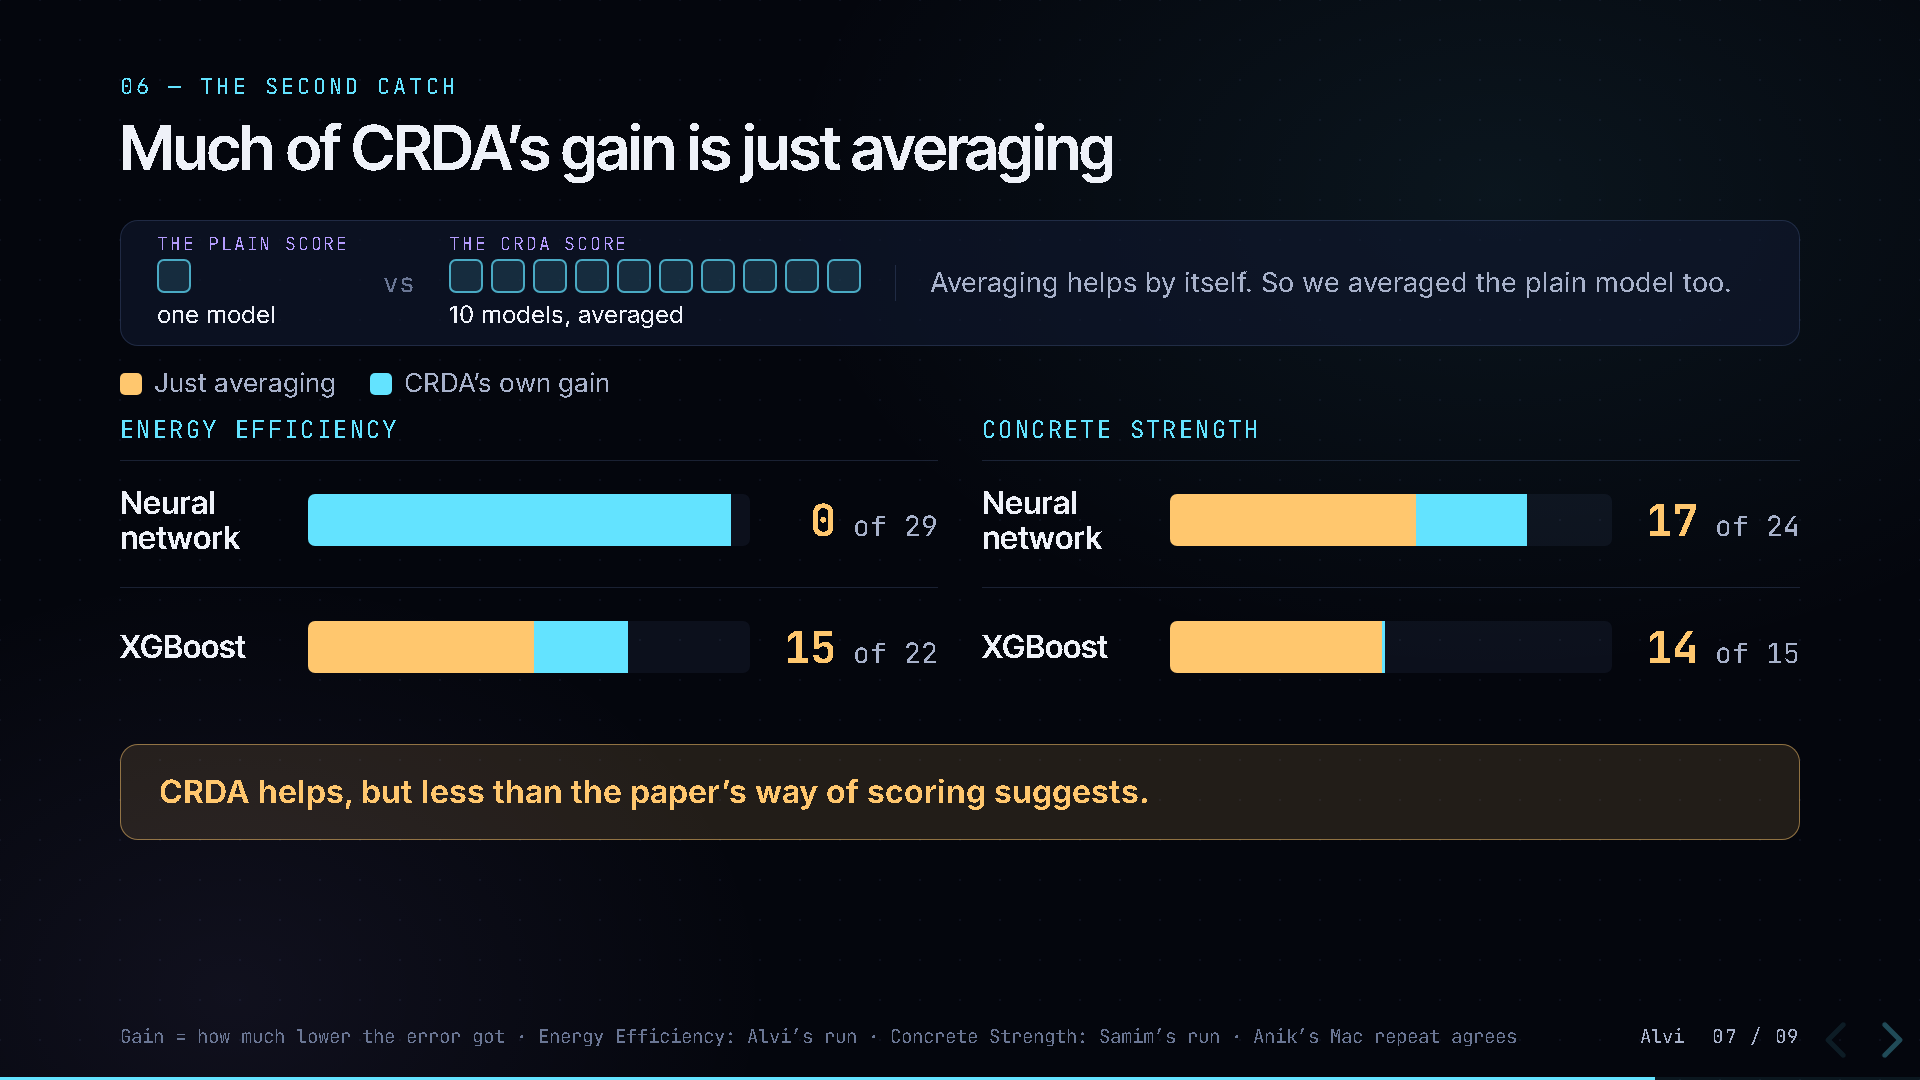 06 — THE SECOND CATCH
Much of CRDA’s gain is just averaging
THE PLAIN SCORE
one model
vs
THE CRDA SCORE
10 models, averaged
Averaging helps by itself. So we averaged the plain model too.
Just averaging
CRDA’s own gain
ENERGY EFFICIENCY
Neural
network
0 of 29
XGBoost
15 of 22
CONCRETE STRENGTH
Neural
network
17 of 24
XGBoost
14 of 15
CRDA helps, but less than the paper’s way of scoring suggests.
Gain = how much lower the error got · Energy Efficiency: Alvi’s run · Concrete Strength: Samim’s run · Anik’s Mac repeat agrees
Alvi 07 / 09